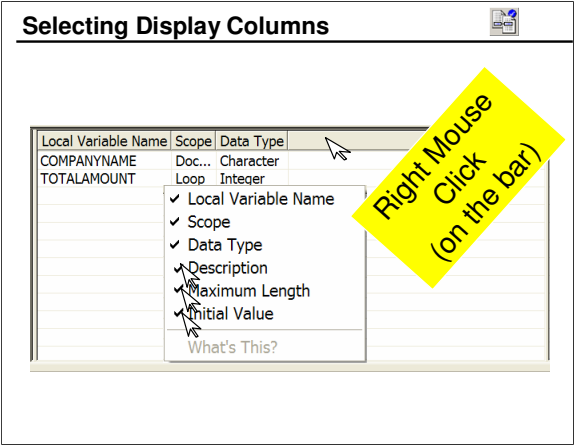 Selecting Display Columns
Local Variable Name Scope Data Type
COMPANYNAME Doc... Character
TOTALAMOUNT Loop Integer
Local Variable Name
Scope
Data Type
Description
Maximum Length
Initial Value
What's This?
Right Mouse
Click
(on the bar)